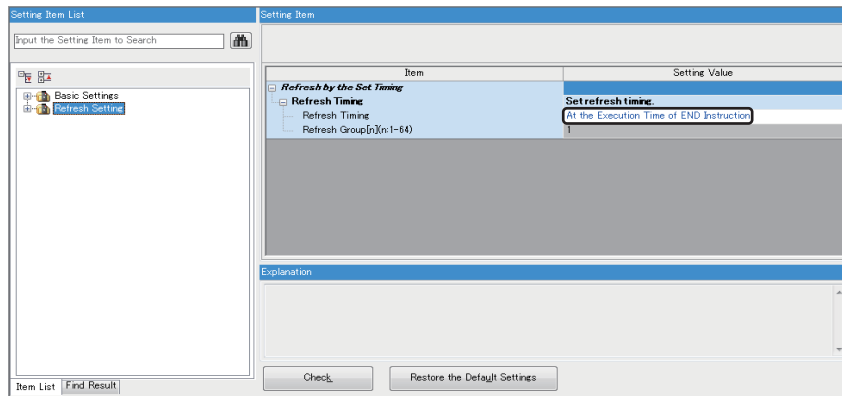 Setting Item List
Setting Item
Input the Setting Item to Search
Basic Settings
Refresh Setting
Item Setting Value
Refresh by the Set Timing
Refresh Timing Set refresh timing.
Refresh Timing At the Execution Time of END Instruction
Refresh Group[n](n:1-64) 1
Explanation
Check Restore the Default Settings
Item List Find Result